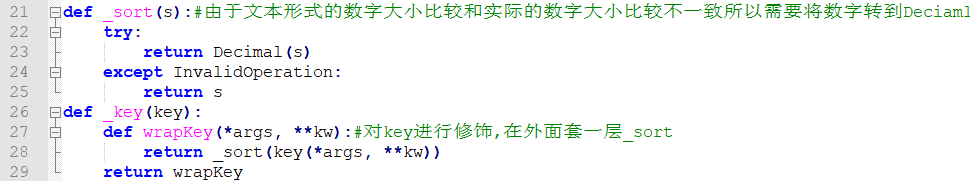 21 def _sort(s):#由于文本形式的数字大小比较和实际的数字大小比较不一致所以需要将数字转到Deciaml
22 try:
23 return Decimal(s)
24 except InvalidOperation:
25 return s
26 def _key(key):
27 def wrapKey(*args, **kw):#对key进行修饰,在外面套一层_sort
28 return _sort(key(*args, **kw))
29 return wrapKey